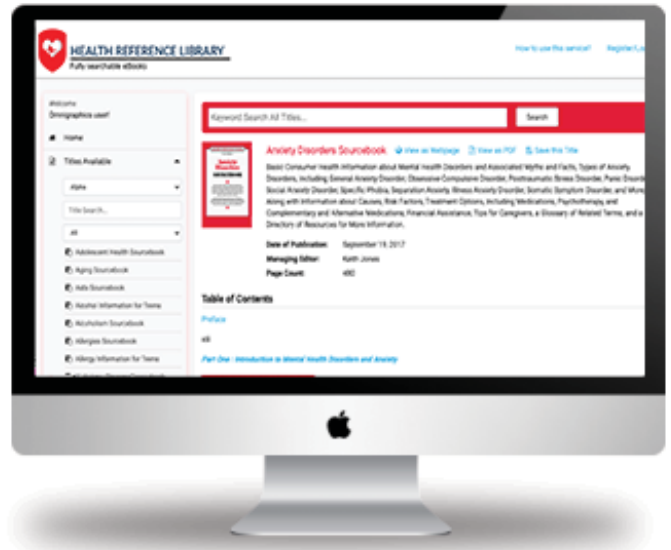 HEALTH REFERENCE LIBRARY
Fully searchable eBooks
How to use this service?
Welcome
Omnigraphics user!
Home
Titles Available
Alpha
Title Search...
All
Adolescent Health Sourcebook
Aging Sourcebook
Aids Sourcebook
Alcohol Information for Teens
Alcoholism Sourcebook
Allergies Sourcebook
Allergy Information for Teens
Keyword Search All Titles...
Search
Anxiety Disorders Sourcebook View as Webpage View as PDF Save this Title
Basic Consumer Health Information about Mental Health Disorders and Associated Myths and Facts, Types of Anxiety
Disorders, Including General Anxiety Disorder, Obsessive-Compulsive Disorder, Posttraumatic Stress Disorder, Panic
Social Anxiety Disorder, Specific Phobia, Separation Anxiety, Illness Anxiety Disorder, Somatic Symptom Disorder, and More
Along with Information about Causes, Risk Factors, Treatment Options, Including Medications, Psychotherapy, and
Complementary and Alternative Medications, Financial Assistance, Tips for Caregivers, a Glossary of Related Terms, and a
Directory of Resources for More Information.
Date of Publication: September 19, 2017
Managing Editor: Keith Jones
Page Count: 480
Table of Contents
Preface
Part One : Introduction to Mental Health Disorders and Anxiety